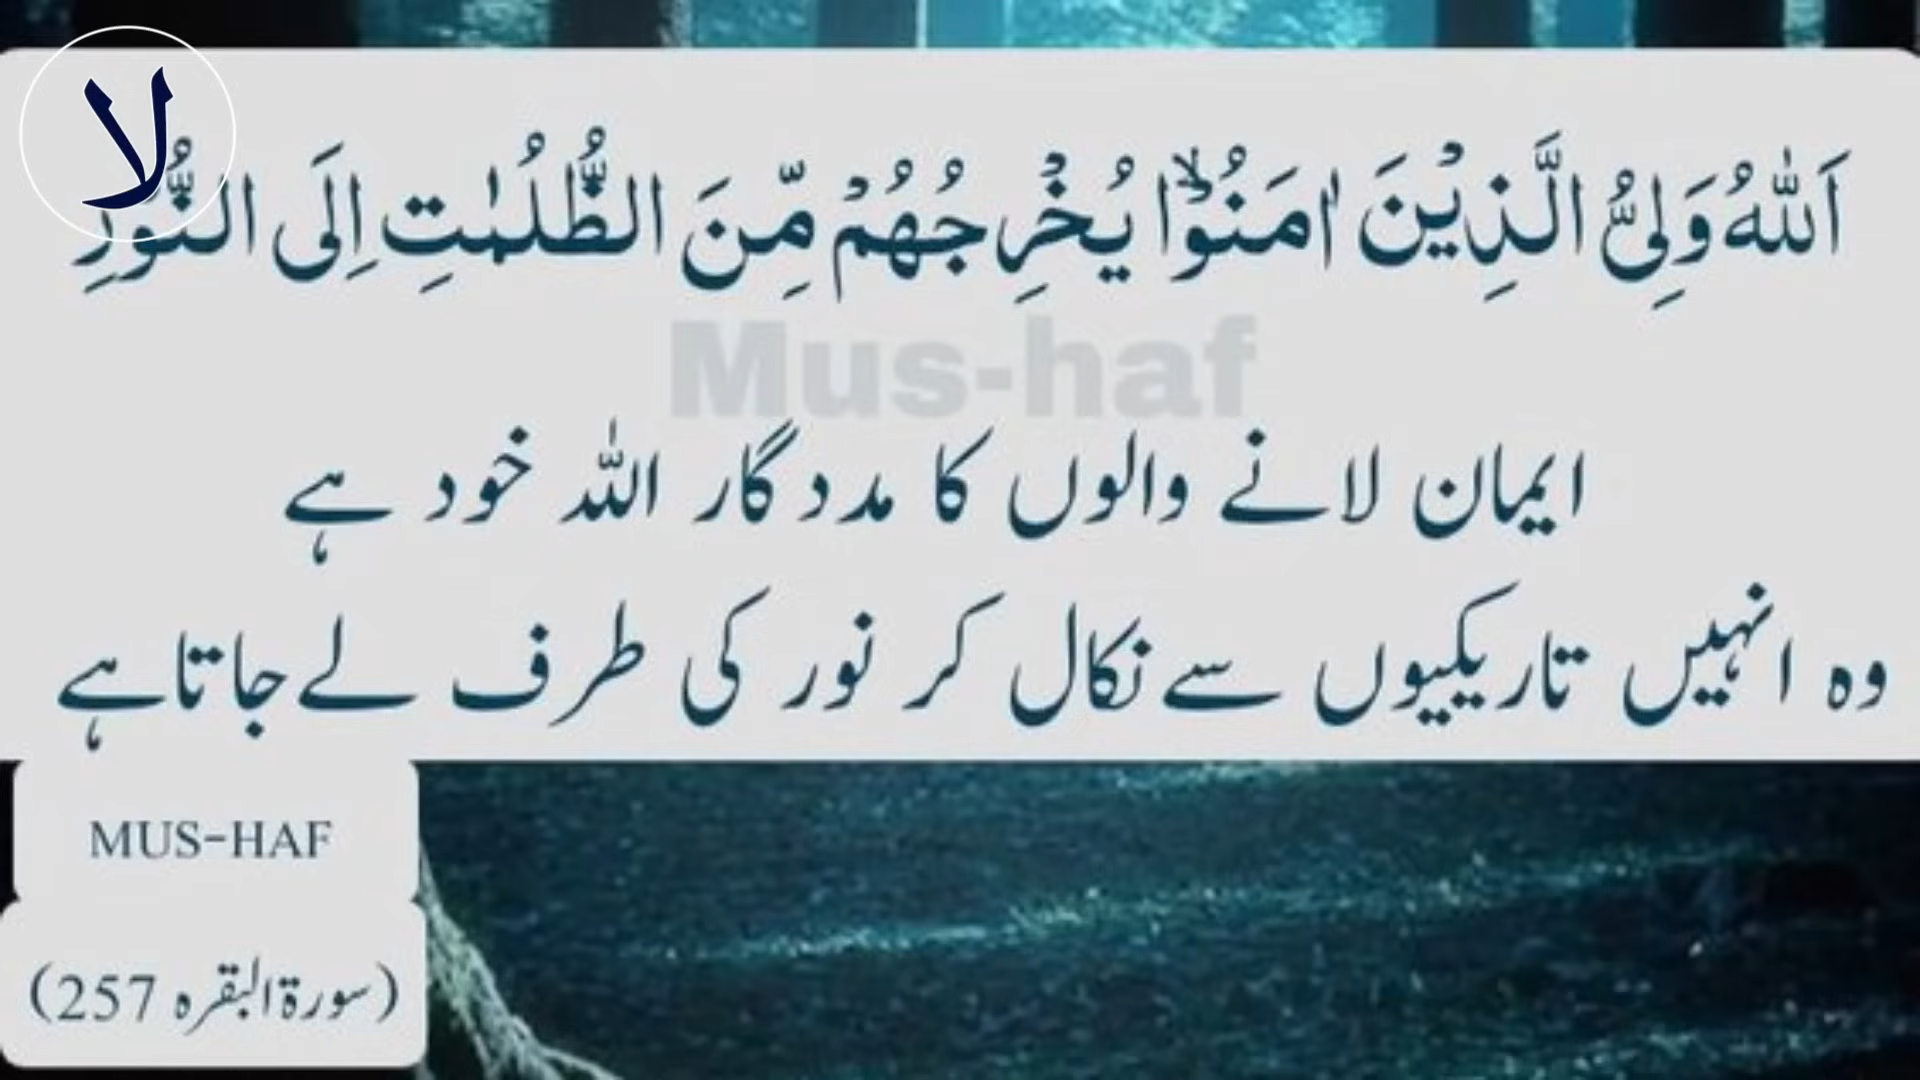 لا
اَللّٰهُ وَلِیُّ الَّذِیْنَ اٰمَنُوْاۙ یُخْرِجُهُمْ مِّنَ الظُّلُمٰتِ اِلَی النُّوْرِ
Mus-haf
ایمان لانے والوں کا مددگار اللہ خود ہے
وہ انہیں تاریکیوں سے نکال کر نور کی طرف لے جاتا ہے
MUS-HAF
(سورۃ البقرہ 257)